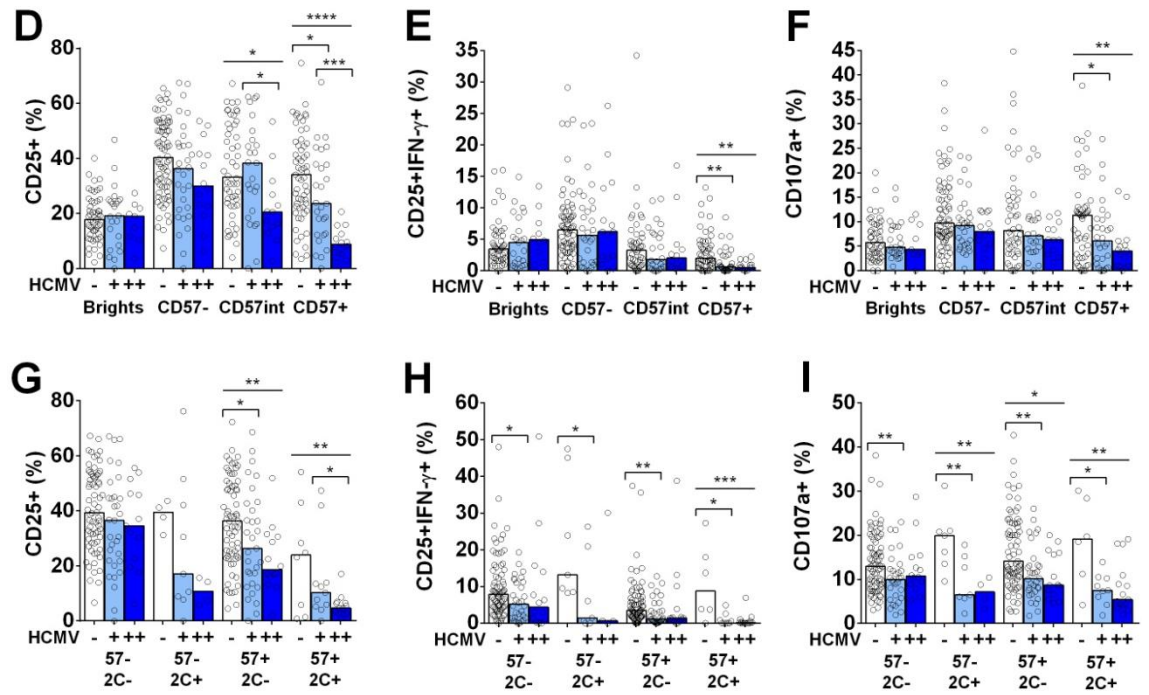 D
CD25+ (%)
80
60
40
20
0
* **** * * ***
HCMV - + ++ - + ++ - + ++ - + ++
Brights CD57- CD57int CD57+
E
CD25+IFN-γ+ (%)
35
30
25
20
15
10
5
0
** **
HCMV - + ++ - + ++ - + ++ - + ++
Brights CD57- CD57int CD57+
F
CD107a+ (%)
45
40
35
30
25
20
15
10
5
0
** *
HCMV - + ++ - + ++ - + ++ - + ++
Brights CD57- CD57int CD57+
G
CD25+ (%)
80
60
40
20
0
** * ** *
HCMV - + ++ - + ++ - + ++ - + ++
57- 57- 57+ 57+
2C- 2C+ 2C- 2C+
H
CD25+IFN-γ+ (%)
60
50
40
30
20
10
0
* * ** *** *
HCMV - + ++ - + ++ - + ++ - + ++
57- 57- 57+ 57+
2C- 2C+ 2C- 2C+
I
CD107a+ (%)
50
40
30
20
10
0
** ** ** * ** ** *
HCMV - + ++ - + ++ - + ++ - + ++
57- 57- 57+ 57+
2C- 2C+ 2C- 2C+